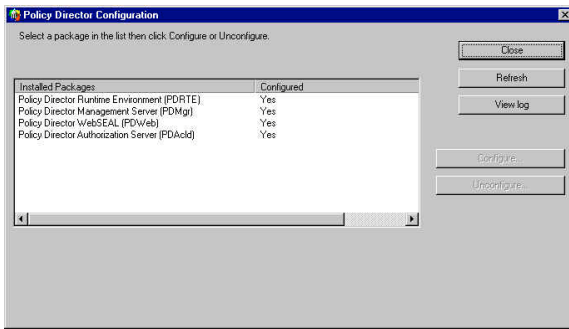 Policy Director Configuration
Select a package in the list then click Configure or Unconfigure.
Close
Refresh
View log
Installed Packages Configured
Policy Director Runtime Environment (PDRTE) Yes
Policy Director Management Server (PDMgr) Yes
Policy Director WebSEAL (PDWeb) Yes
Policy Director Authorization Server (PDAcld) Yes
Configure...
Unconfigure...